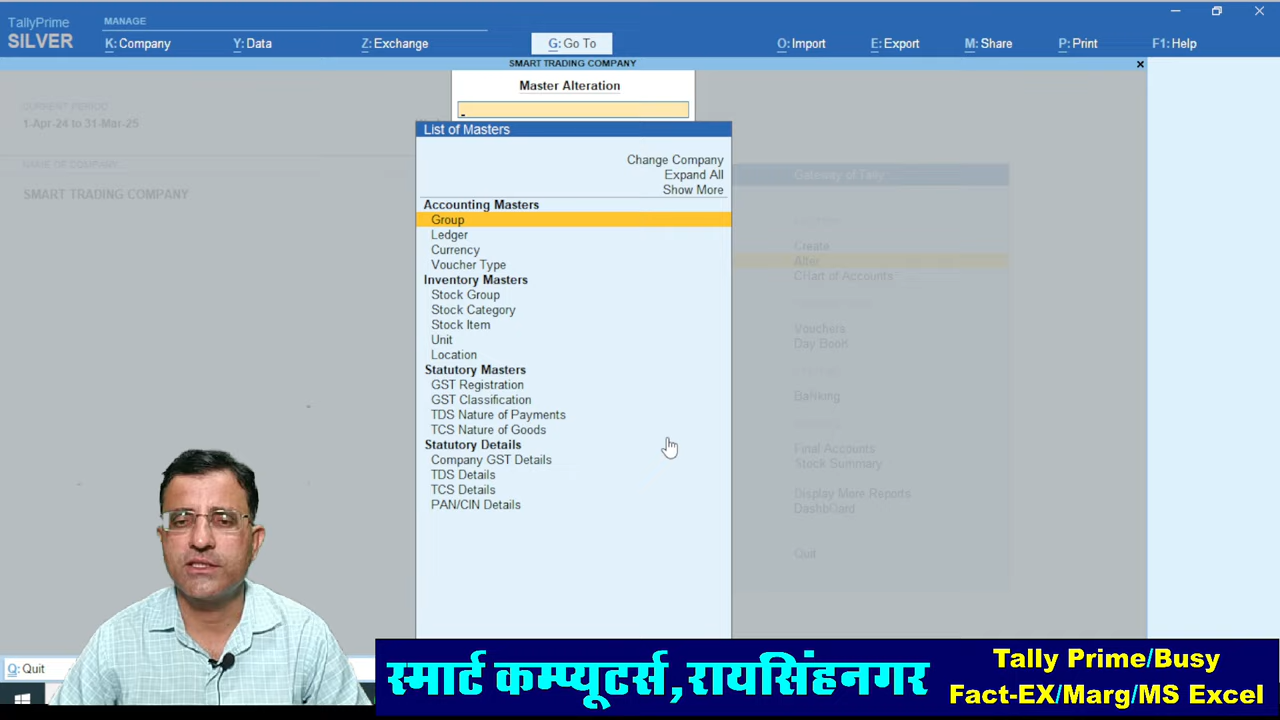 TallyPrime
SILVER
MANAGE
K: Company
Y: Data
Z: Exchange
G: Go To
O: Import
E: Export
M: Share
P: Print
F1: Help
SMART TRADING COMPANY
CURRENT PERIOD
1-Apr-24 to 31-Mar-25
NAME OF COMPANY
SMART TRADING COMPANY
Master Alteration
List of Masters
Change Company
Expand All
Show More
Accounting Masters
Group
Ledger
Currency
Voucher Type
Inventory Masters
Stock Group
Stock Category
Stock Item
Unit
Location
Statutory Masters
GST Registration
GST Classification
TDS Nature of Payments
TCS Nature of Goods
Statutory Details
Company GST Details
TDS Details
TCS Details
PAN/CIN Details
Gateway of Tally
Create
Alter
CHart of Accounts
Vouchers
Day BooK
BaNking
Final Accounts
Stock Summary
Display More Reports
DashbOard
Quit
Q: Quit
स्मार्ट कम्प्यूटर्स,रायसिंहनगर
Tally Prime/Busy
Fact-EX/Marg/MS Excel